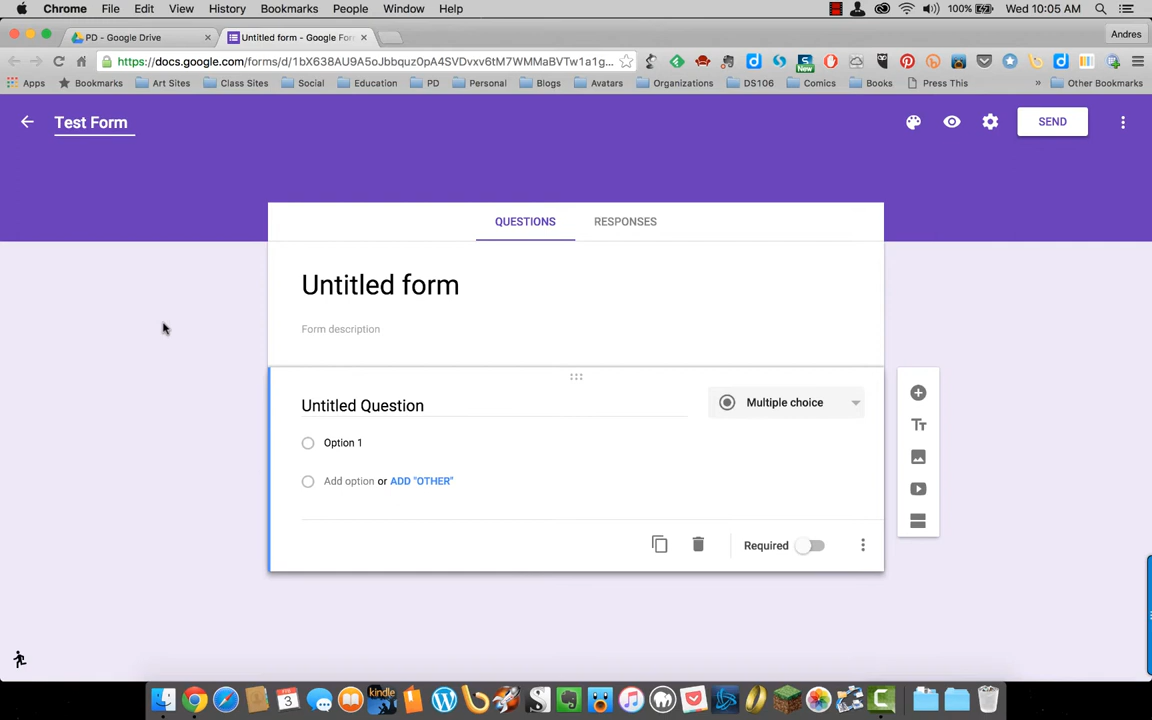 Chrome File Edit View History Bookmarks People Window Help 100% Wed 10:05 AM
PD - Google Drive Untitled form - Google For Andres
https://docs.google.com/forms/d/1bX638AU9A5oJbbquz0pA4SVDvxv6tM7WMMaBVTw1a1g...
Apps Bookmarks Art Sites Class Sites Social Education PD Personal Blogs Avatars Organizations DS106 Comics Books Press This » Other Bookmarks
New
Test Form SEND
QUESTIONS RESPONSES
Untitled form
Form description
Untitled Question Multiple choice
Option 1
Add option or ADD "OTHER"
Required
kindle